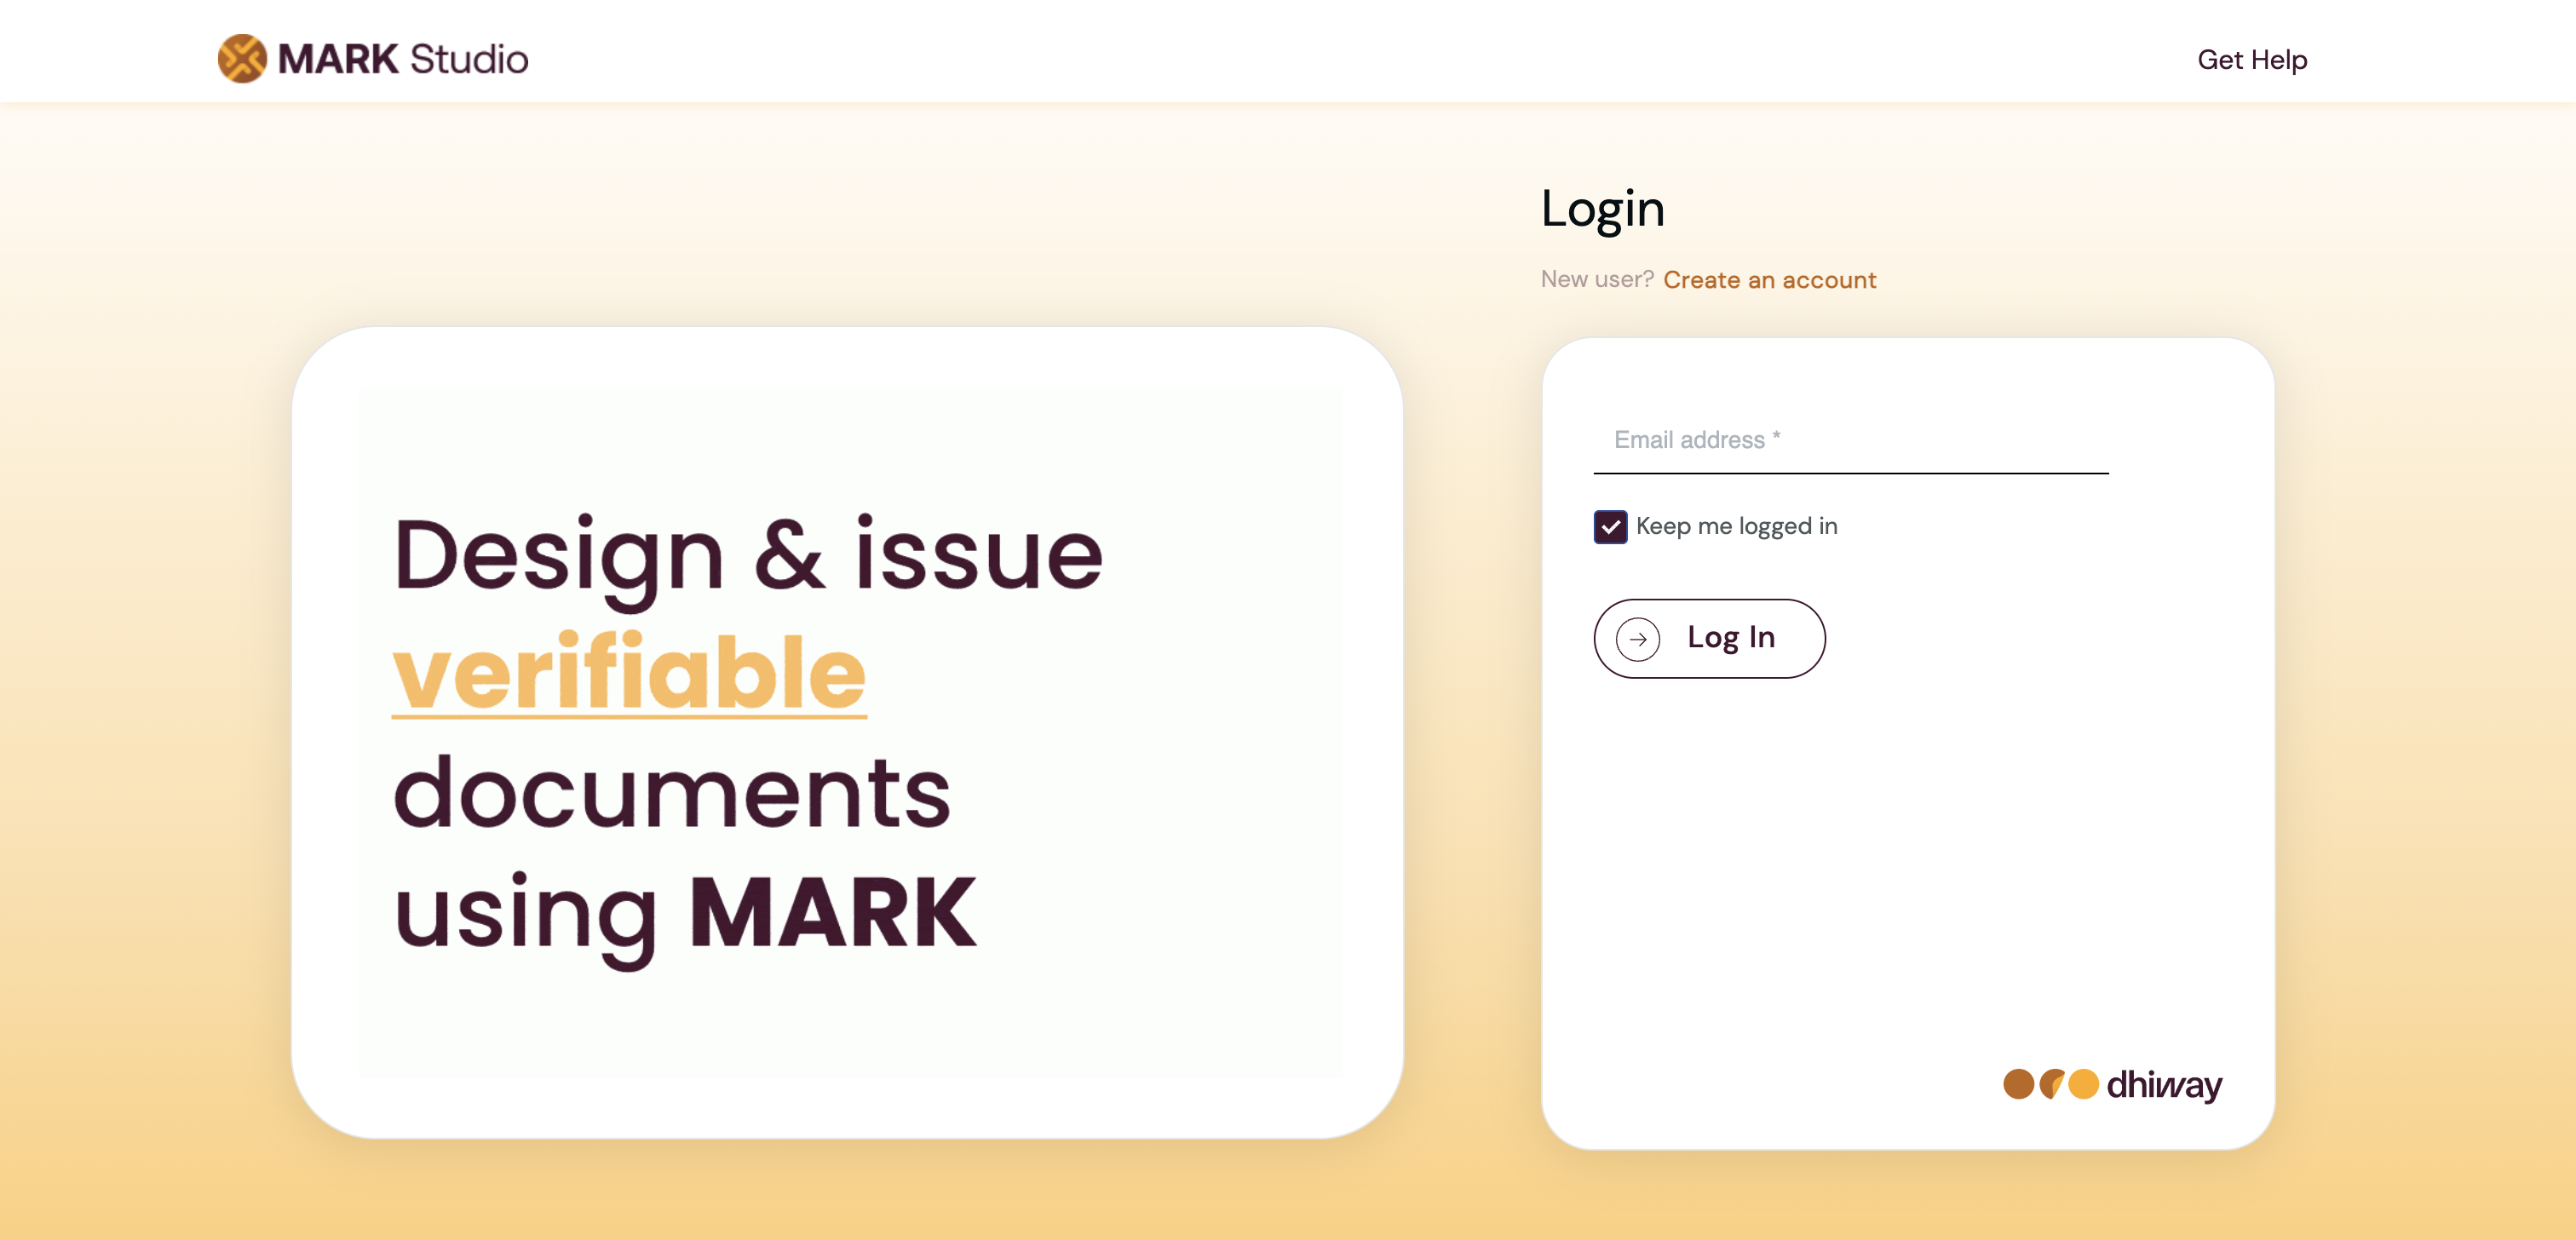 MARK Studio
Get Help
Login
New user? Create an account
Design & issue
verifiable
documents
using MARK
Email address *
Keep me logged in
Log In
dhiway